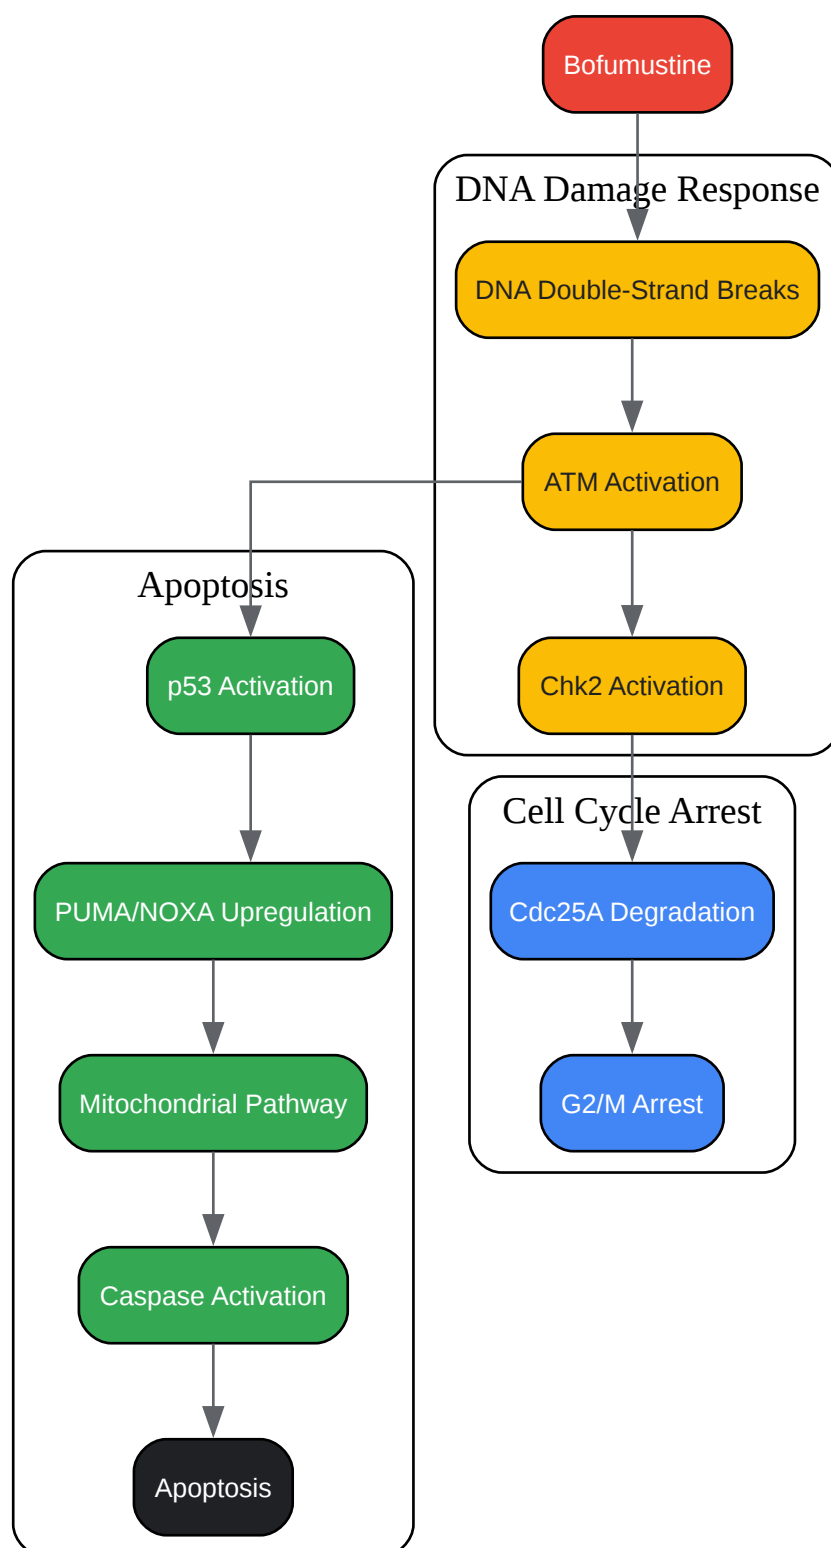 Bofumustine
DNA Damage Response
DNA Double-Strand Breaks
ATM Activation
Apoptosis
p53 Activation
Chk2 Activation
Cell Cycle Arrest
PUMA/NOXA Upregulation
Cdc25A Degradation
Mitochondrial Pathway
G2/M Arrest
Caspase Activation
Apoptosis